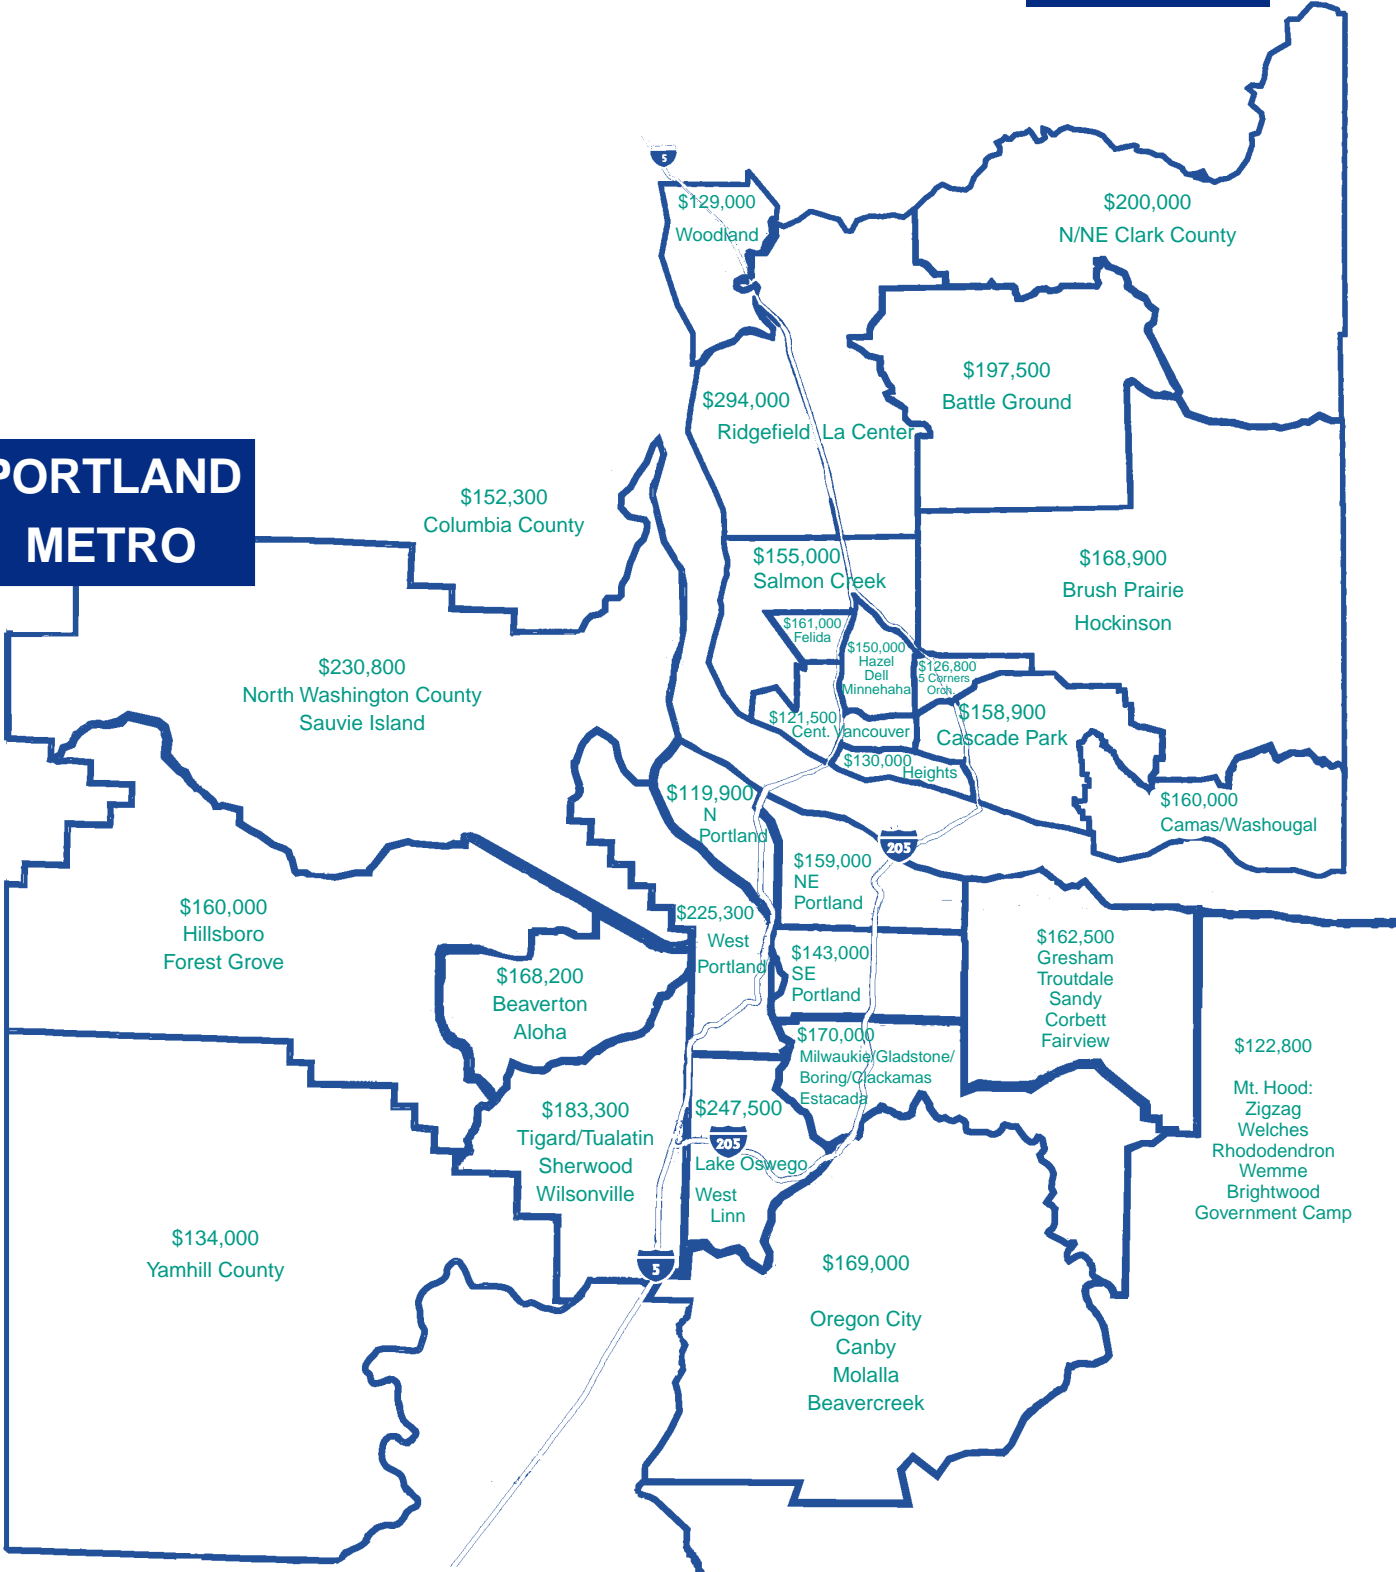 5
$129,000
Woodland
$200,000
N/NE Clark County
$197,500
Battle Ground
$294,000
Ridgefield La Center
PORTLAND
METRO
$152,300
Columbia County
$155,000
Salmon Creek
$168,900
Brush Prairie
Hockinson
$161,000
Felida
$150,000
Hazel
Dell
Minnehaha
$126,800
5 Corners
Orch.
$230,800
North Washington County
Sauvie Island
$121,500
Cent. Vancouver
$158,900
Cascade Park
$130,000
Heights
$119,900
N
Portland
$160,000
Camas/Washougal
205
$159,000
NE
Portland
$160,000
Hillsboro
Forest Grove
$225,300
West
Portland
$143,000
SE
Portland
$162,500
Gresham
Troutdale
Sandy
Corbett
Fairview
$168,200
Beaverton
Aloha
$170,000
Milwaukie/Gladstone/
Boring/Clackamas
Estacada
$122,800
Mt. Hood:
Zigzag
Welches
Rhododendron
Wemme
Brightwood
Government Camp
$183,300
Tigard/Tualatin
Sherwood
Wilsonville
$247,500
205
Lake Oswego
West
Linn
$134,000
Yamhill County
5
$169,000
Oregon City
Canby
Molalla
Beavercreek